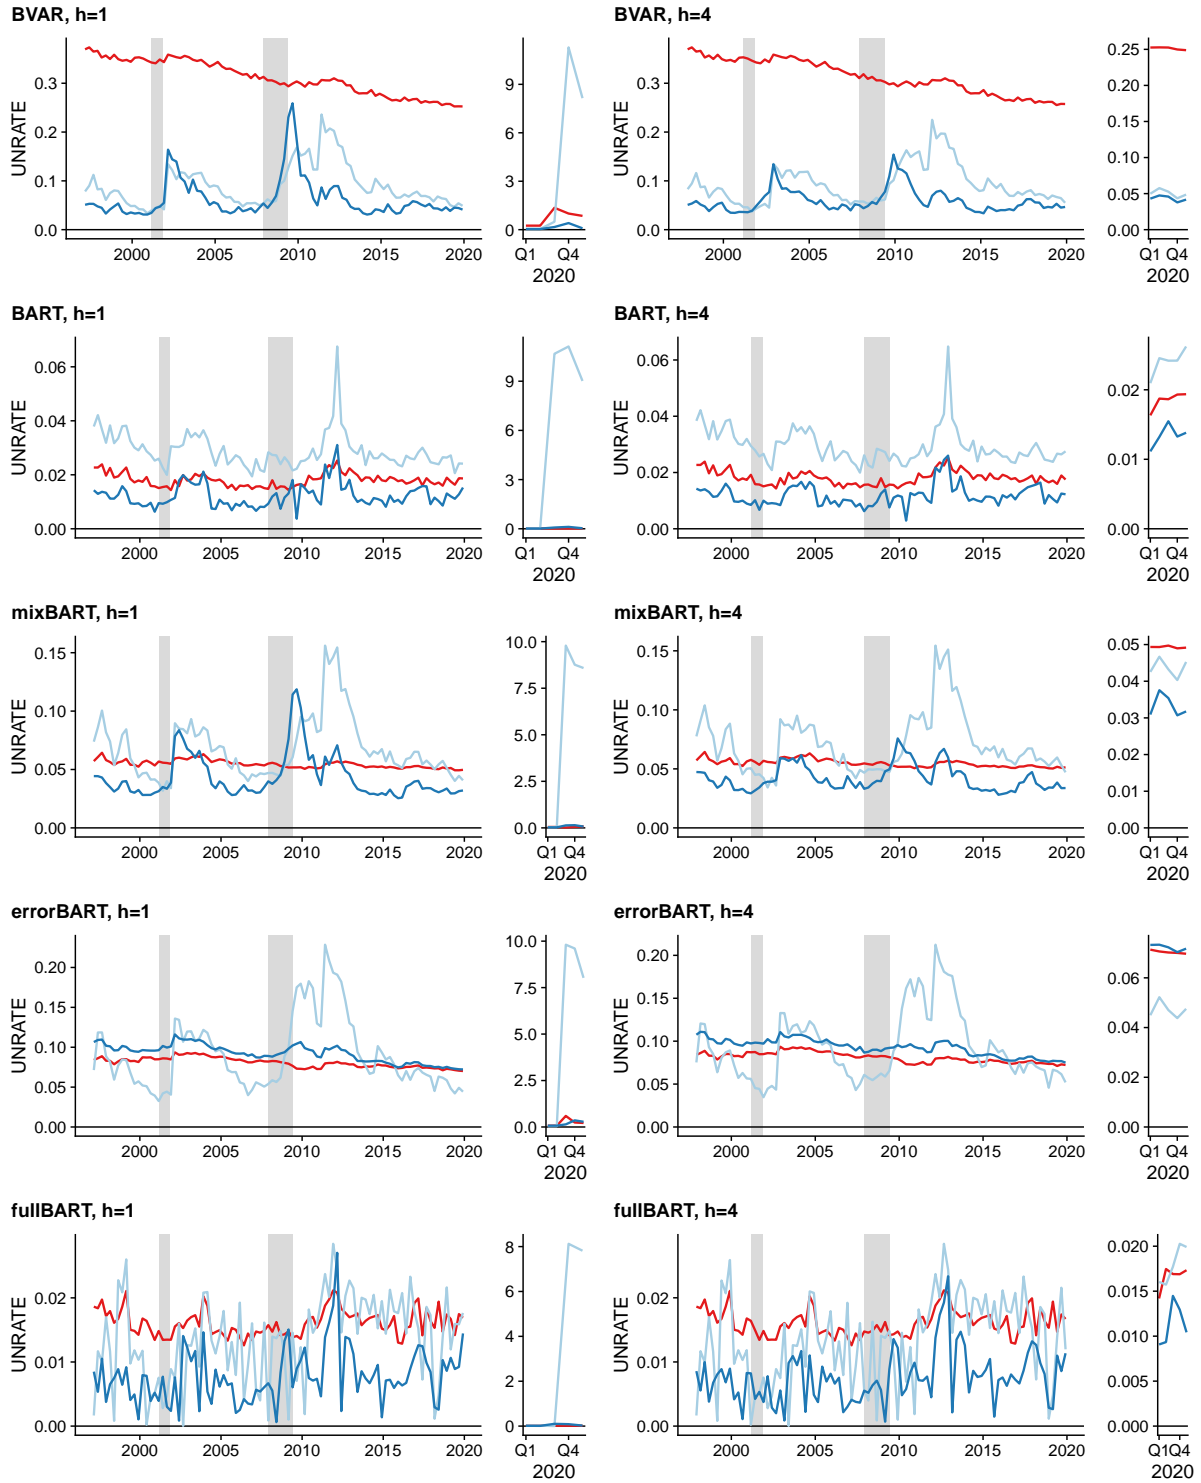 BVAR, h=1
UNRATE
0.3
0.2
0.1
0.0
2000 2005 2010 2015 2020
9
6
3
0
Q1 Q4
2020
BVAR, h=4
UNRATE
0.3
0.2
0.1
0.0
2000 2005 2010 2015 2020
0.25
0.20
0.15
0.10
0.05
0.00
Q1 Q4
2020
BART, h=1
UNRATE
0.06
0.04
0.02
0.00
2000 2005 2010 2015 2020
9
6
3
0
Q1 Q4
2020
BART, h=4
UNRATE
0.06
0.04
0.02
0.00
2000 2005 2010 2015 2020
0.02
0.01
0.00
Q1 Q4
2020
mixBART, h=1
UNRATE
0.15
0.10
0.05
0.00
2000 2005 2010 2015 2020
10.0
7.5
5.0
2.5
0.0
Q1 Q4
2020
mixBART, h=4
UNRATE
0.15
0.10
0.05
0.00
2000 2005 2010 2015 2020
0.05
0.04
0.03
0.02
0.01
0.00
Q1 Q4
2020
errorBART, h=1
UNRATE
0.20
0.15
0.10
0.05
0.00
2000 2005 2010 2015 2020
10.0
7.5
5.0
2.5
0.0
Q1 Q4
2020
errorBART, h=4
UNRATE
0.20
0.15
0.10
0.05
0.00
2000 2005 2010 2015 2020
0.06
0.04
0.02
0.00
Q1 Q4
2020
fullBART, h=1
UNRATE
0.02
0.01
0.00
2000 2005 2010 2015 2020
8
6
4
2
0
Q1 Q4
2020
fullBART, h=4
UNRATE
0.02
0.01
0.00
2000 2005 2010 2015 2020
0.020
0.015
0.010
0.005
0.000
Q1 Q4
2020